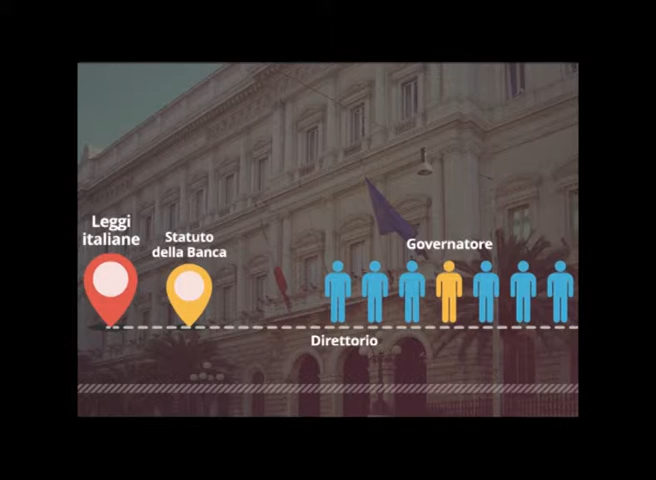 Leggi
italiane
Statuto
della Banca
Governatore
Direttorio